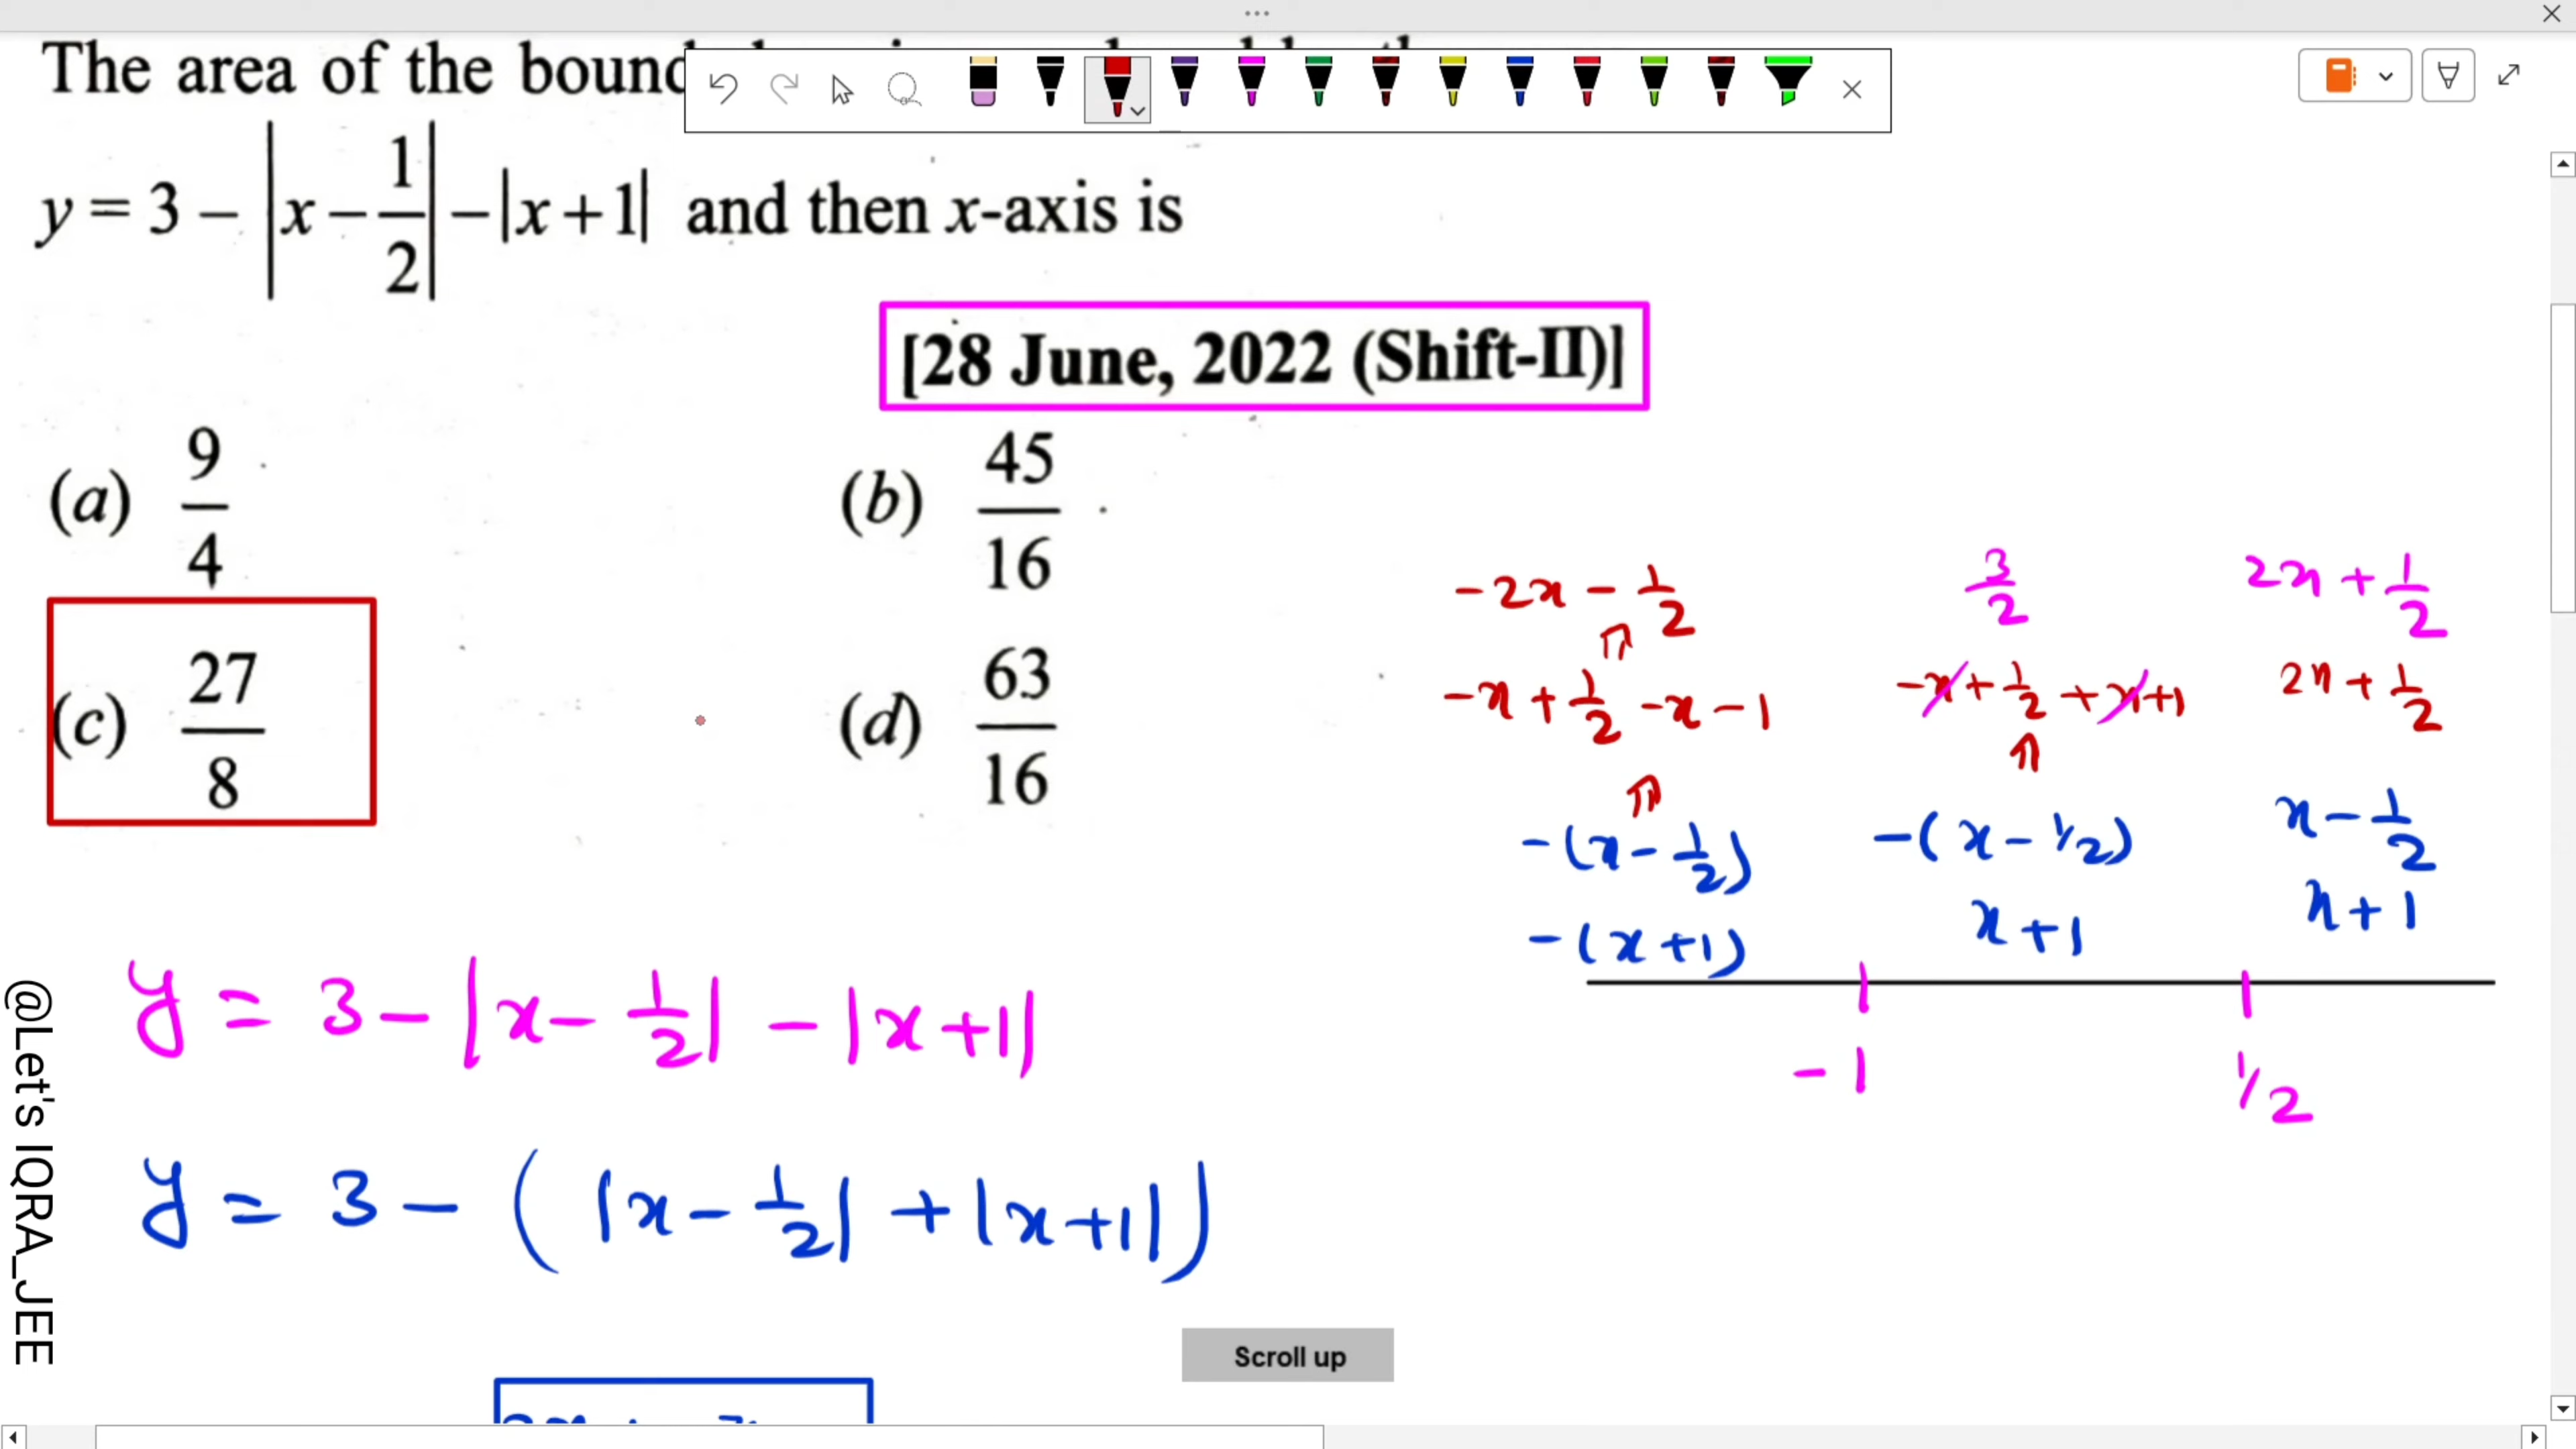 The area of the
y = 3 - |x - 1/2| - |x + 1| and then x-axis is
[28 June, 2022 (Shift-II)]
(a) 9/4
(b) 45/16
(c) 27/8
(d) 63/16
-2x - 1/2
3/2
2x + 1/2
-x + 1/2 -x - 1
-x + 1/2 + x + 1
2x + 1/2
-(x - 1/2)
-(x - 1/2)
x - 1/2
-(x + 1)
x + 1
x + 1
-1
1/2
y = 3 - |x - 1/2| - |x + 1|
y = 3 - (|x - 1/2| + |x + 1|)
@Let's IQRA_JEE
Scroll up